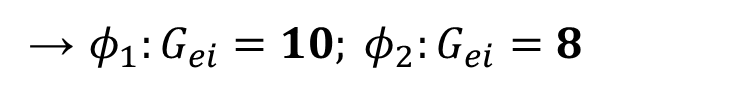 → ϕ₁: Gₑᵢ = 10; ϕ₂: Gₑᵢ = 8